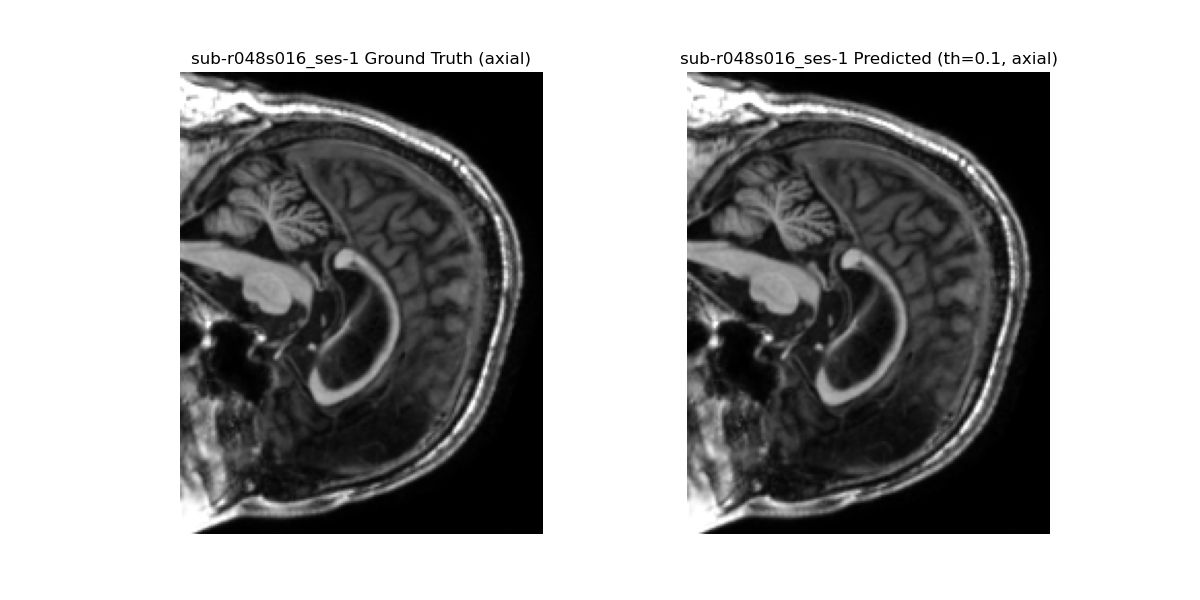 sub-r048s016_ses-1 Ground Truth (axial)
sub-r048s016_ses-1 Predicted (th=0.1, axial)